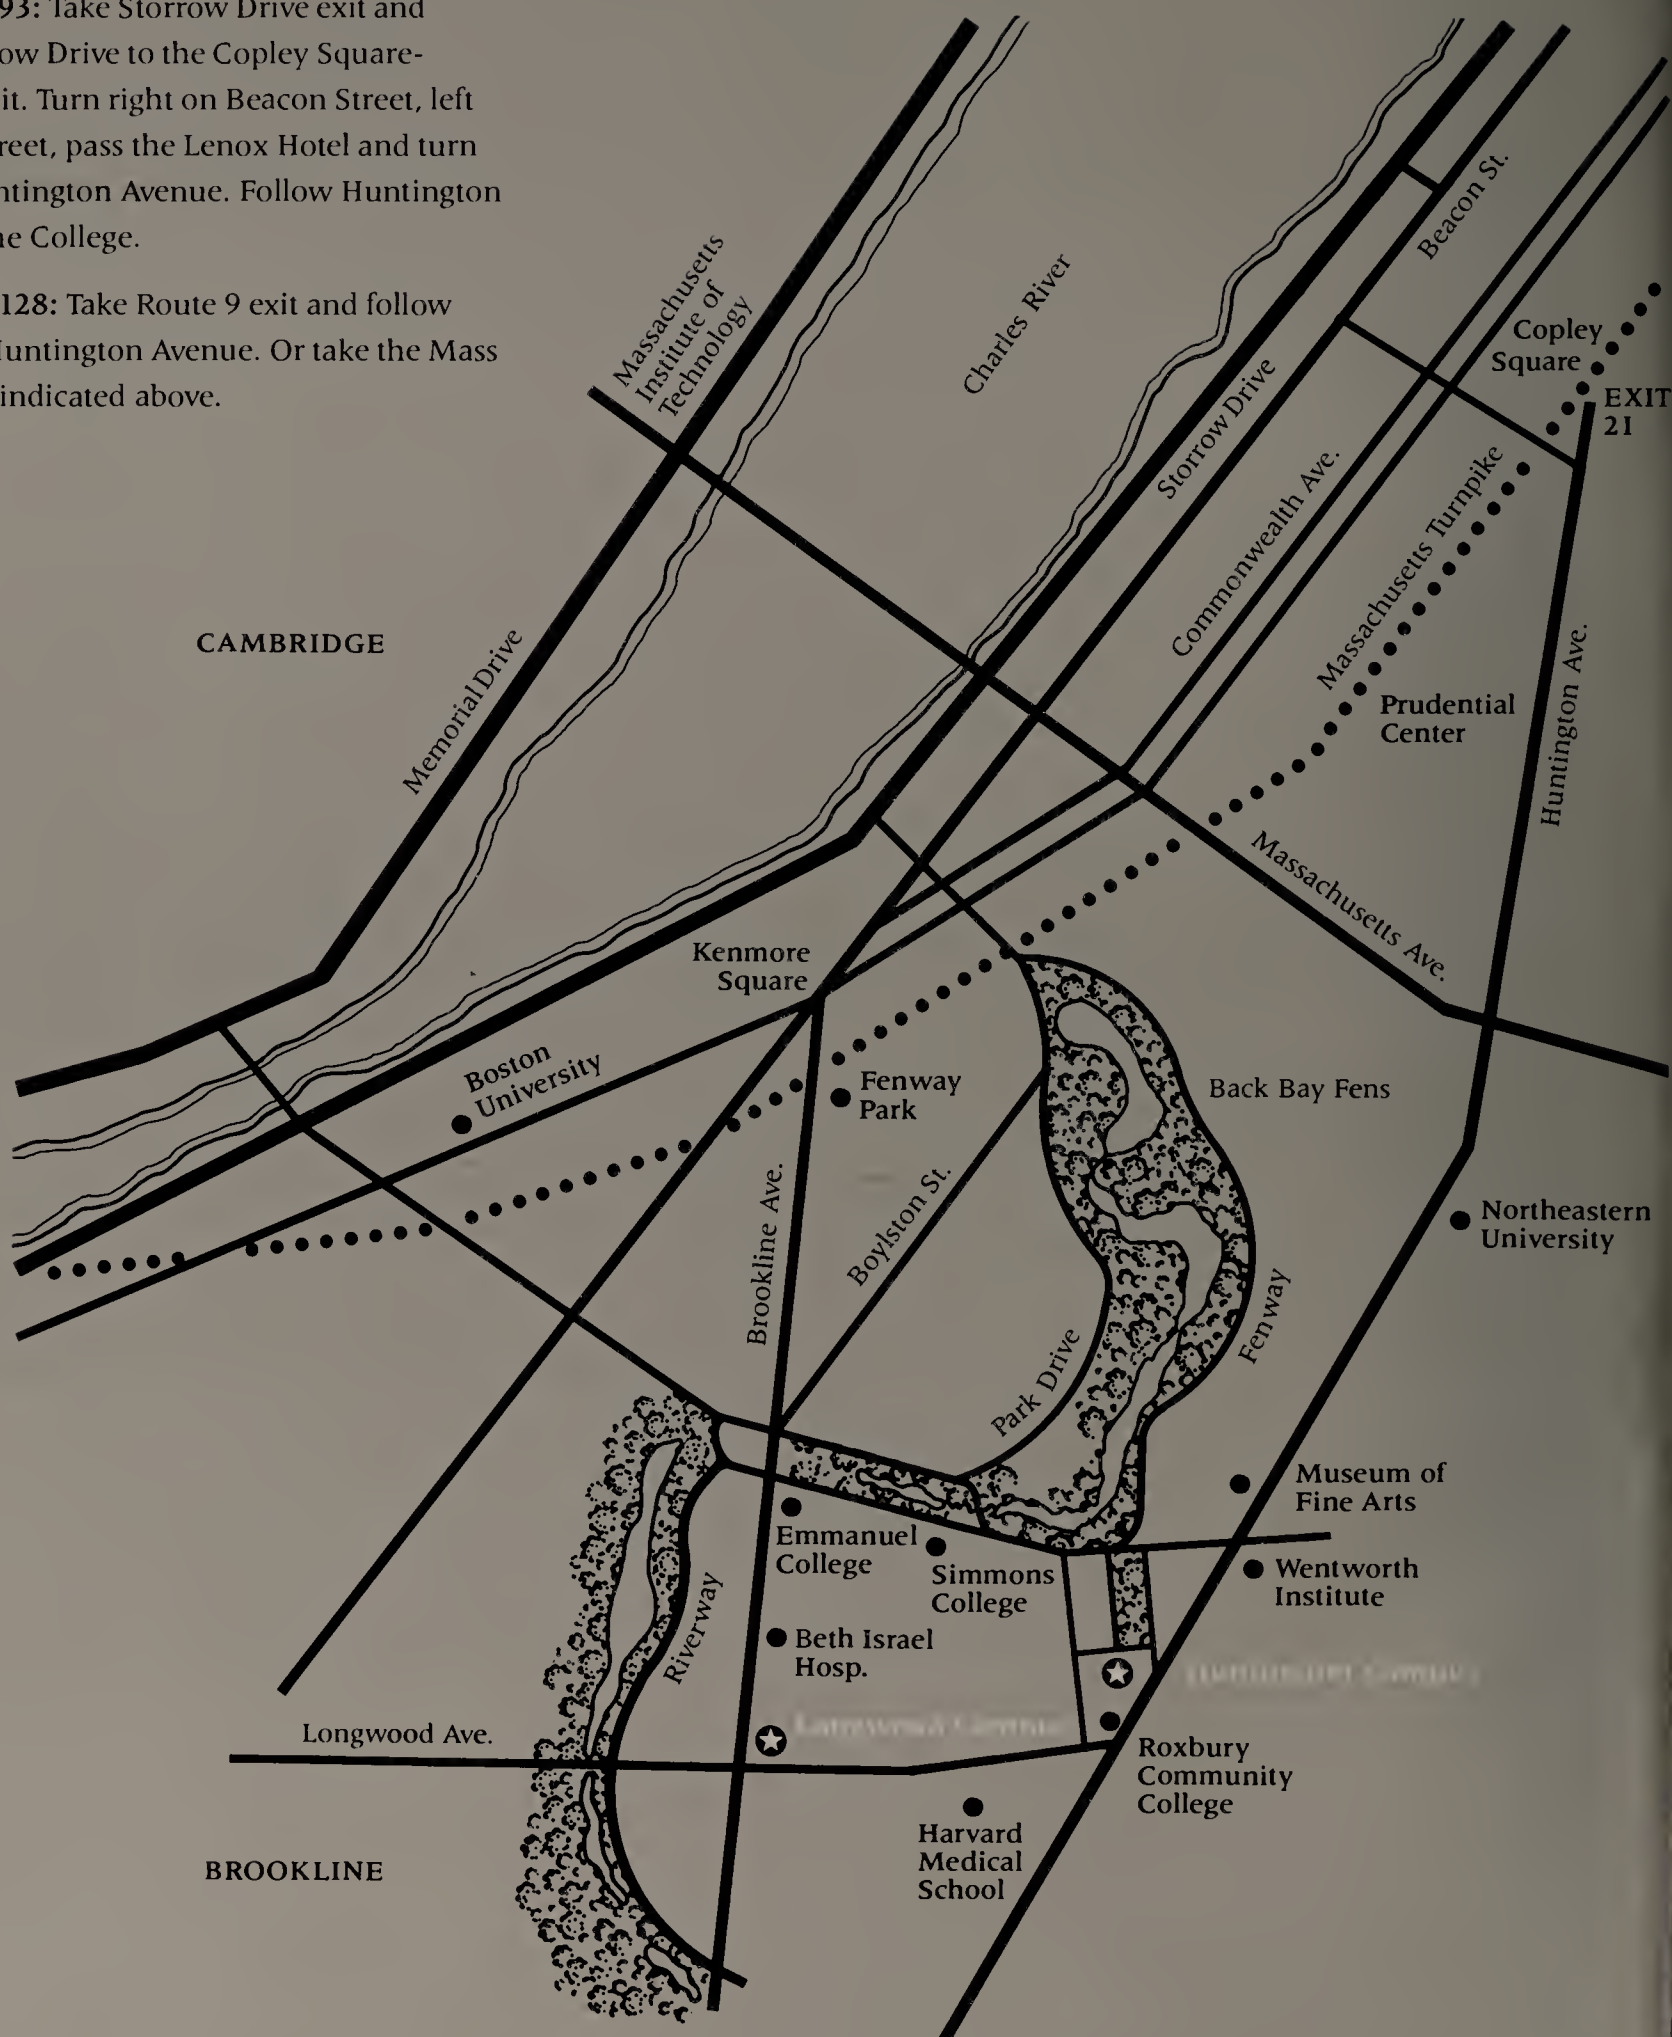 93: Take Storrow Drive exit and
ow Drive to the Copley Square-
it. Turn right on Beacon Street, left
reet, pass the Lenox Hotel and turn
ntington Avenue. Follow Huntington
ne College.
128: Take Route 9 exit and follow
Huntington Avenue. Or take the Mass
indicated above.
Massachusetts
Institute of
Technology
Charles River
Beacon St.
Copley
Square
EXIT
21
Storrow Drive
Commonwealth Ave.
Massachusetts Turnpike
CAMBRIDGE
Memorial Drive
Prudential
Center
Huntington Ave.
Massachusetts Ave.
Kenmore
Square
Boston
University
Fenway
Park
Back Bay Fens
Brookline Ave.
Boylston St.
Northeastern
University
Park Drive
Fenway
Museum of
Fine Arts
Emmanuel
College
Simmons
College
Wentworth
Institute
Riverway
Beth Israel
Hosp.
Longwood Ave.
Roxbury
Community
College
Harvard
Medical
School
BROOKLINE